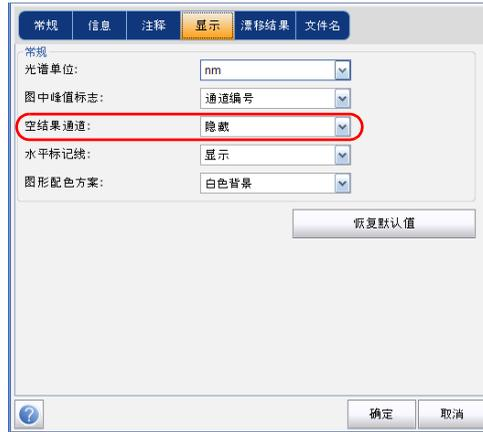 常规 信息 注释 显示 漂移结果 文件名
常规
光谱单位: nm
图中峰值标志: 通道编号
空结果通道: 隐藏
水平标记线: 显示
图形配色方案: 白色背景
恢复默认值
? 确定 取消